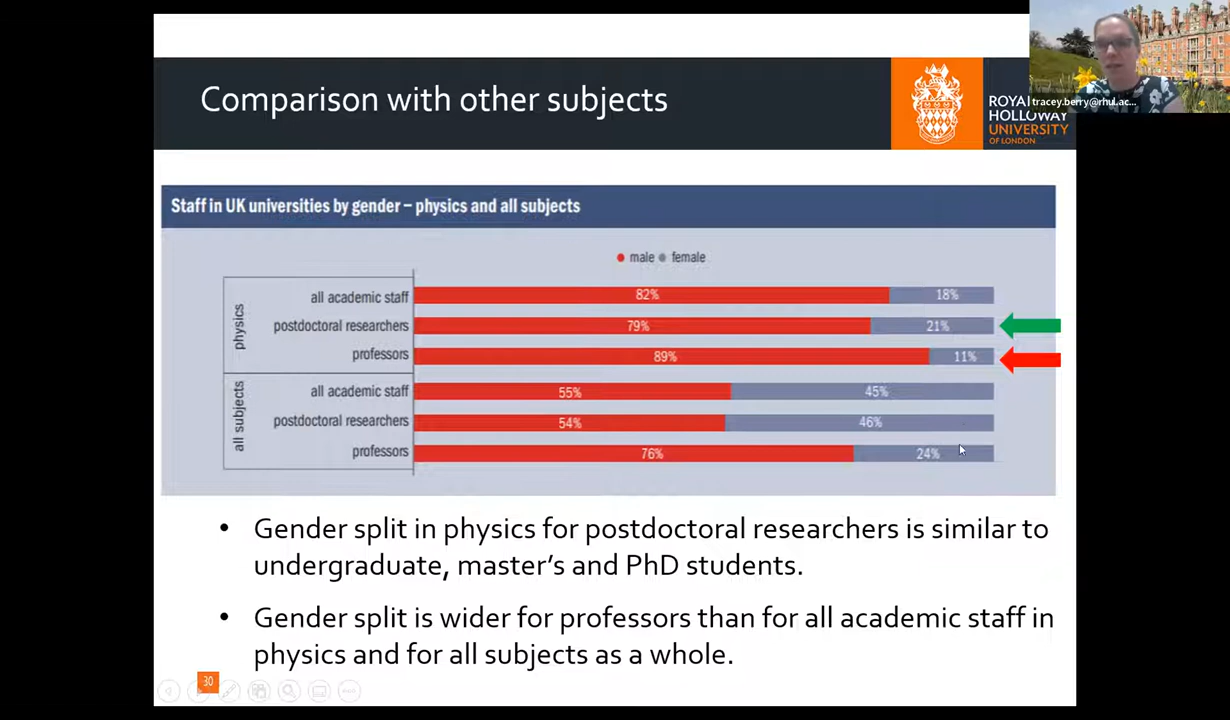 Comparison with other subjects
ROYAL
HOLLOWAY
UNIVERSITY
OF LONDON
tracey.berry@rhul.ac...
Staff in UK universities by gender – physics and all subjects
male female
physics
all academic staff 82% 18%
postdoctoral researchers 79% 21%
professors 89% 11%
all subjects
all academic staff 55% 45%
postdoctoral researchers 54% 46%
professors 76% 24%
• Gender split in physics for postdoctoral researchers is similar to
undergraduate, master's and PhD students.
• Gender split is wider for professors than for all academic staff in
physics and for all subjects as a whole.
30